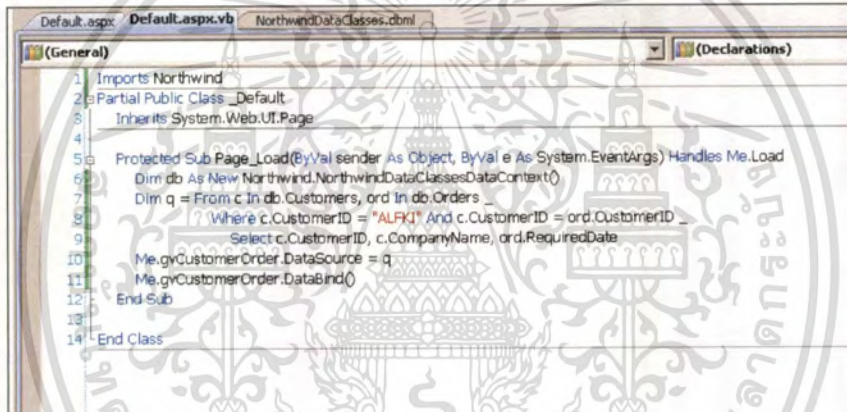 Default.aspx Default.aspx.vb NorthwindDataClasses.dbml
(General) (Declarations)
1 Imports Northwind
2 Partial Public Class _Default
3 Inherits System.Web.UI.Page
4
5 Protected Sub Page_Load(ByVal sender As Object, ByVal e As System.EventArgs) Handles Me.Load
6 Dim db As New Northwind.NorthwindDataClassesDataContext()
7 Dim q = From c In db.Customers, ord In db.Orders _
8 Where c.CustomerID = "ALFKI" And c.CustomerID = ord.CustomerID _
9 Select c.CustomerID, c.CompanyName, ord.RequiredDate
10 Me.gvCustomerOrder.DataSource = q
11 Me.gvCustomerOrder.DataBind()
12 End Sub
13
14 End Class